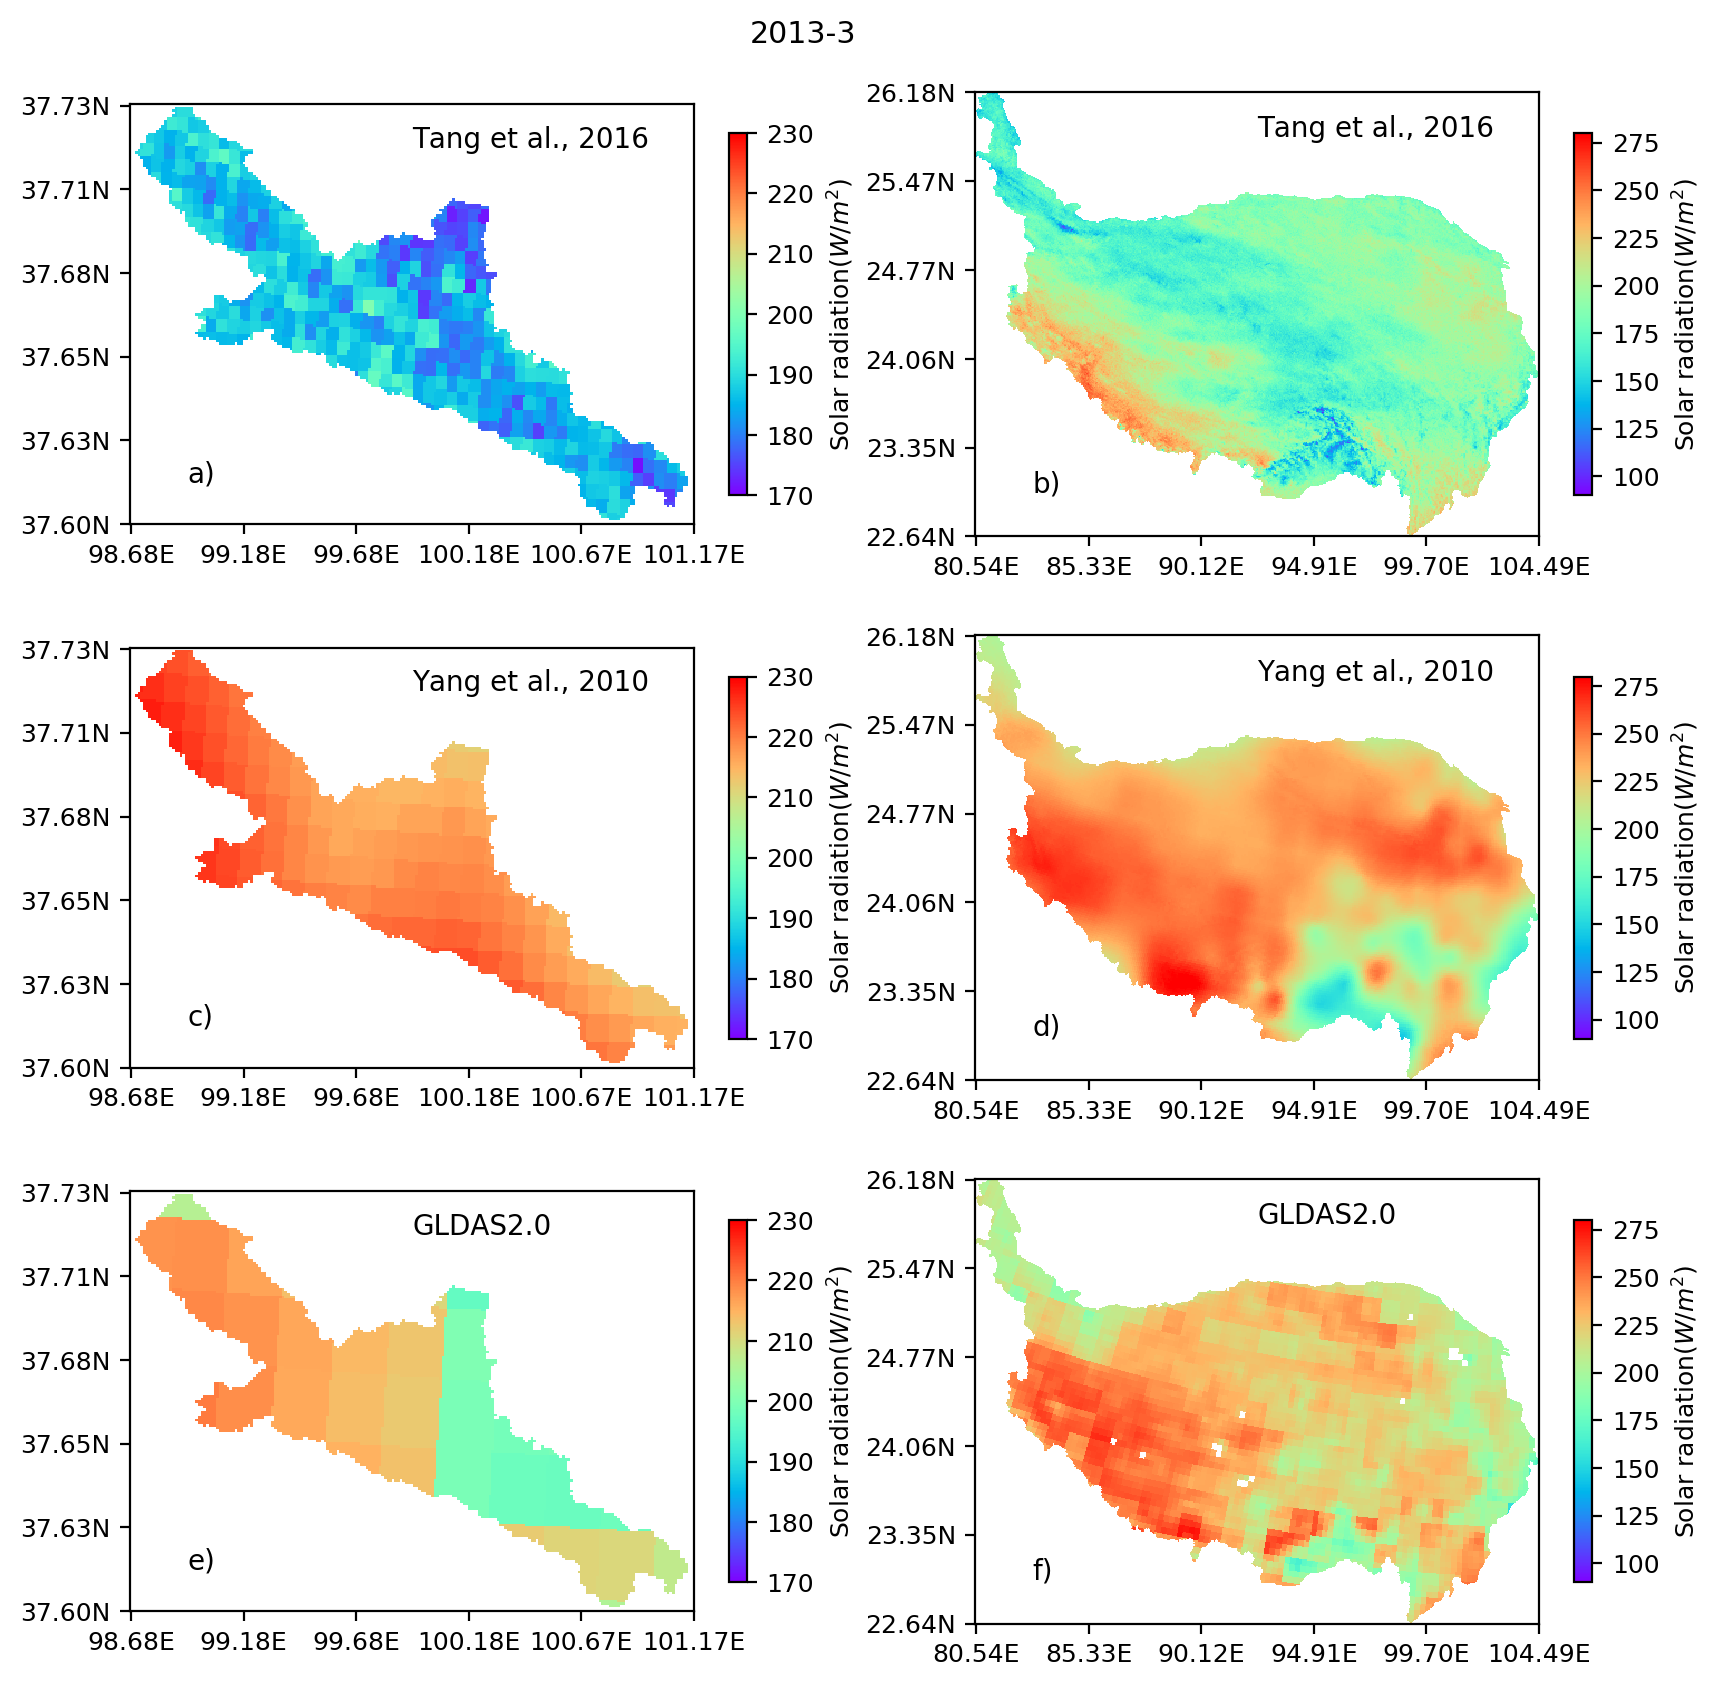 2013-3
37.73N
37.71N
37.68N
37.65N
37.63N
37.60N
98.68E 99.18E 99.68E 100.18E 100.67E 101.17E
Tang et al., 2016
a)
230
220
210
200
190
180
170
Solar radiation(W/m²)
26.18N
25.47N
24.77N
24.06N
23.35N
22.64N
80.54E 85.33E 90.12E 94.91E 99.70E 104.49E
Tang et al., 2016
b)
275
250
225
200
175
150
125
100
Solar radiation(W/m²)
37.73N
37.71N
37.68N
37.65N
37.63N
37.60N
98.68E 99.18E 99.68E 100.18E 100.67E 101.17E
Yang et al., 2010
c)
230
220
210
200
190
180
170
Solar radiation(W/m²)
26.18N
25.47N
24.77N
24.06N
23.35N
22.64N
80.54E 85.33E 90.12E 94.91E 99.70E 104.49E
Yang et al., 2010
d)
275
250
225
200
175
150
125
100
Solar radiation(W/m²)
37.73N
37.71N
37.68N
37.65N
37.63N
37.60N
98.68E 99.18E 99.68E 100.18E 100.67E 101.17E
GLDAS2.0
e)
230
220
210
200
190
180
170
Solar radiation(W/m²)
26.18N
25.47N
24.77N
24.06N
23.35N
22.64N
80.54E 85.33E 90.12E 94.91E 99.70E 104.49E
GLDAS2.0
f)
275
250
225
200
175
150
125
100
Solar radiation(W/m²)